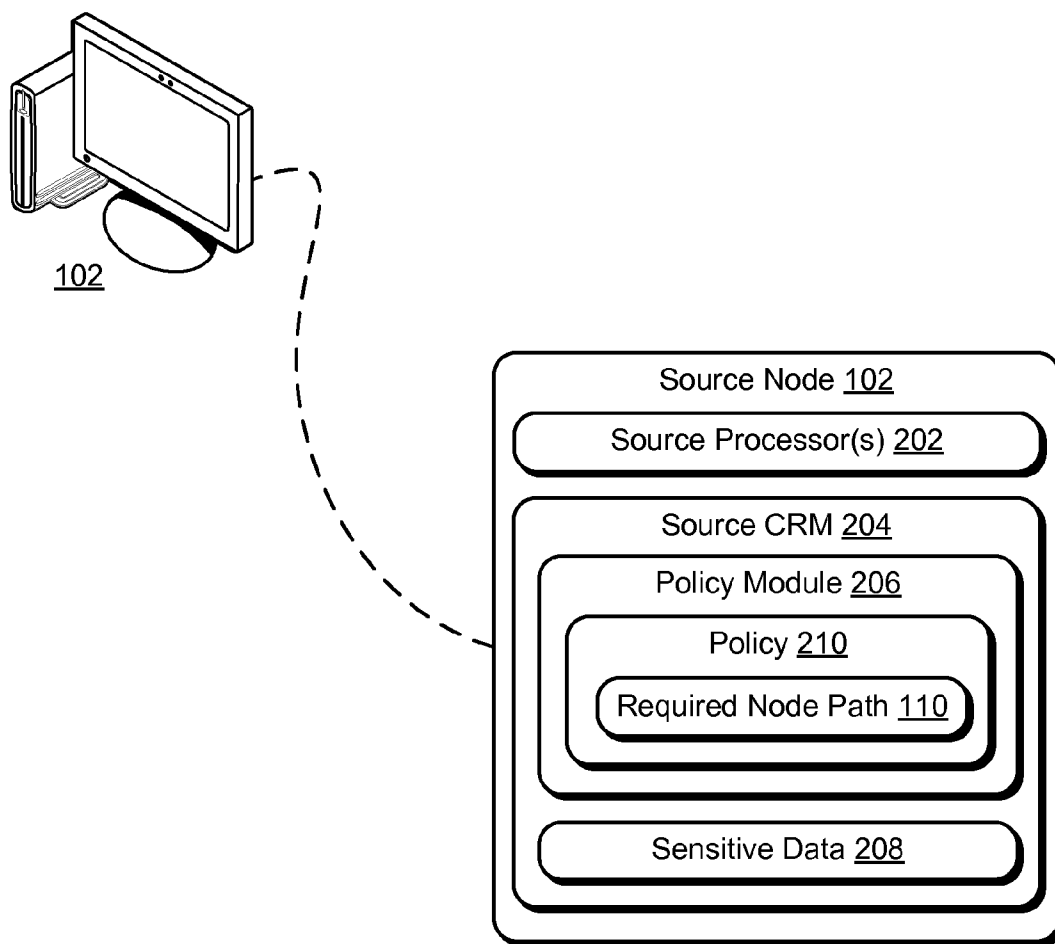 102
Source Node 102
Source Processor(s) 202
Source CRM 204
Policy Module 206
Policy 210
Required Node Path 110
Sensitive Data 208